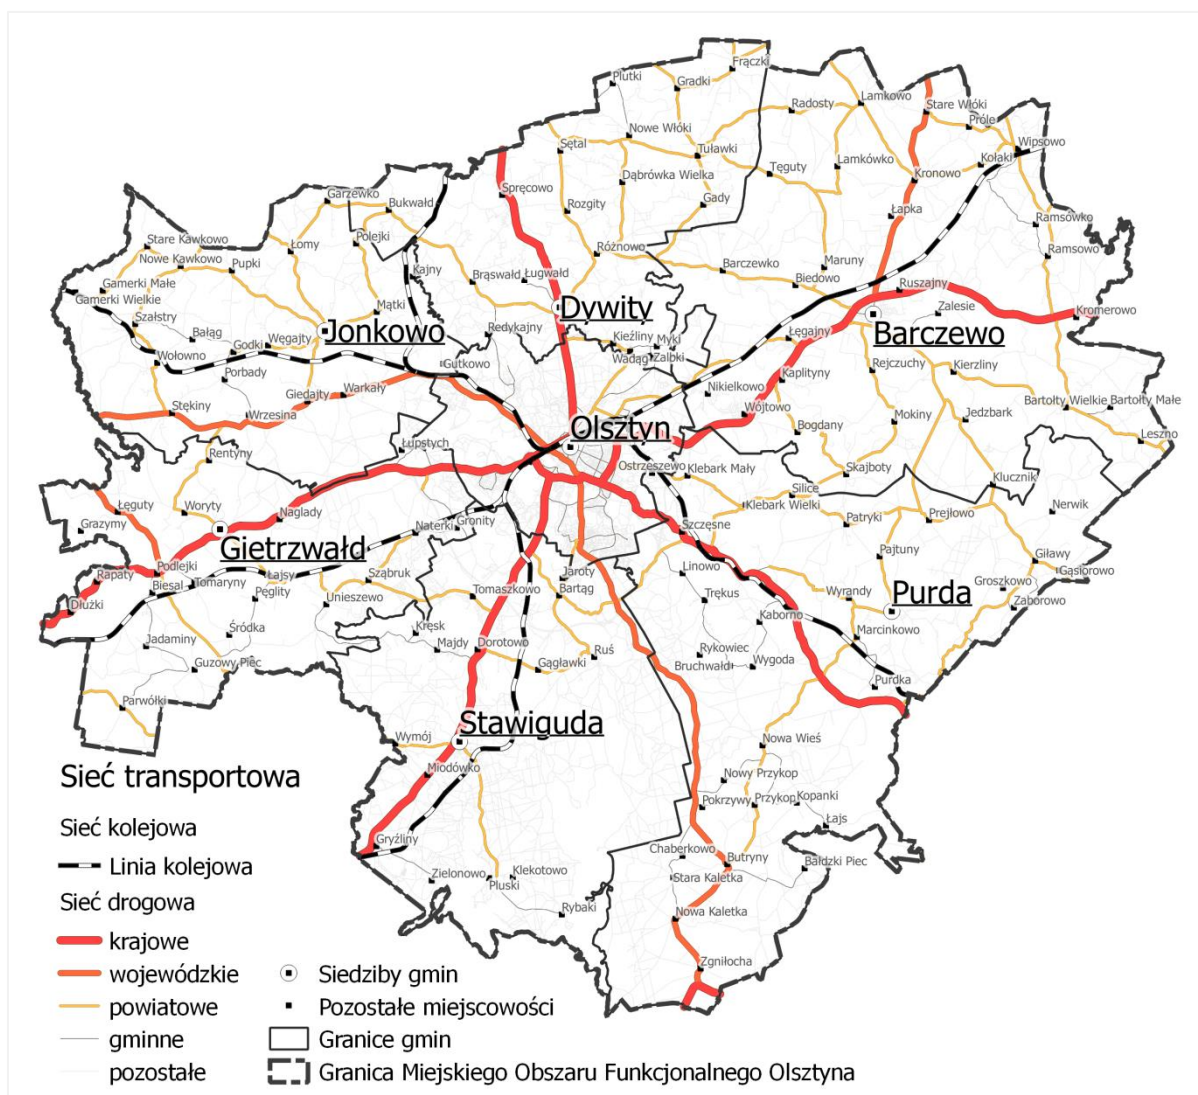 Frączki
Plutki
Gradki
Radosty
Lamkowo
Stare Włóki
Próle
Nowe Włóki
Sętal
Tuławki
Wipsowo
Kołaki
Tęguty
Lamkówko
Kronowo
Spręcowo
Dąbrówka Wielka
Garzewko
Bukwałd
Rozgity
Gady
Łapka
Ramsówko
Stare Kawkowo
Łomy
Polejki
Nowe Kawkowo
Pupki
Różnowo
Ramsowo
Barczewko
Maruny
Kajny
Brąswałd
Ługwałd
Biedowo
Ruszajny
Gamerki Małe
Gamerki Wielkie
Mątki
Dywity
Zalesie
Kromerowo
Szałstry
Jonkowo
Redykajny
Barczewo
Bałąg
Godki
Węgajty
Kieźliny
Myki
Łęgajny
Wołowno
Gutkowo
Wadąg
Zalbki
Rejczuchy
Kierzliny
Porbady
Kaplityny
Giedajty
Warkały
Nikielkowo
Stękiny
Wrzesina
Wójtowo
Mokiny
Jedzbark
Bartołty Wielkie
Bartołty Małe
Olsztyn
Bogdany
Leszno
Łupstych
Rentyny
Ostrzeszewo
Klebark Mały
Skajboty
Klucznik
Silice
Łęguty
Woryty
Klebark Wielki
Nerwik
Grazymy
Naglady
Naterki
Gronity
Szczęsne
Patryki
Prejłowo
Gietrzwałd
Pajtuny
Giławy
Gąsiorowo
Podlejki
Rapaty
Biesal
Tomaryny
Łajsy
Sząbruk
Jaroty
Linowo
Groszkowo
Purda
Dłużki
Pęglity
Unieszewo
Tomaszkowo
Bartąg
Trękus
Wyrandy
Zaborowo
Kaborno
Śródka
Kręsk
Marcinkowo
Jadaminy
Majdy
Dorotowo
Ruś
Rykowiec
Guzowy Piec
Gągławki
Bruchwałd
Wygoda
Purdka
Parwółki
Stawiguda
Wymój
Nowa Wieś
Miodówko
Nowy Przykop
Pokrzywy
Przykop
Kopanki
Łajs
Gryźliny
Chaberkowo
Butryny
Bałdzki Piec
Zielonowo
Klekotowo
Pluski
Stara Kaletka
Rybaki
Nowa Kaletka
Zgniłocha
Sieć transportowa
Sieć kolejowa
Linia kolejowa
Sieć drogowa
krajowe
wojewódzkie
Siedziby gmin
powiatowe
Pozostałe miejscowości
gminne
Granice gmin
pozostałe
Granica Miejskiego Obszaru Funkcjonalnego Olsztyna